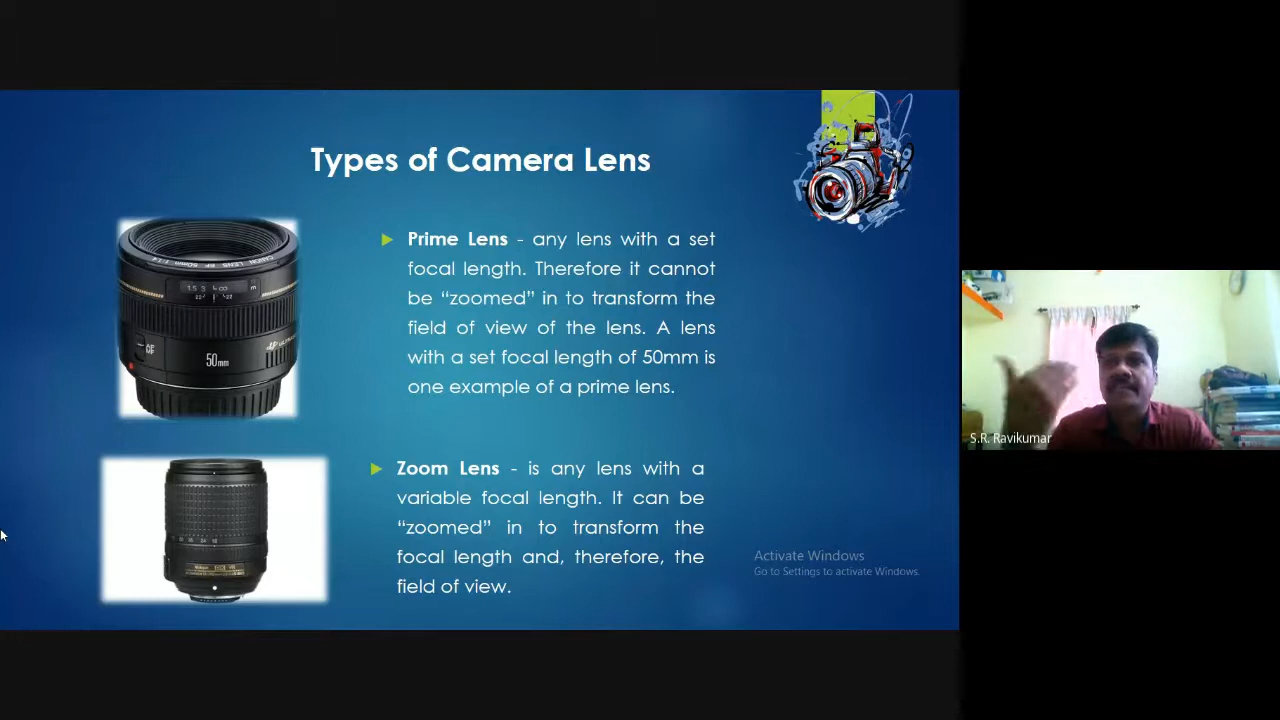 Types of Camera Lens
Prime Lens - any lens with a set
focal length. Therefore it cannot
be “zoomed” in to transform the
field of view of the lens. A lens
with a set focal length of 50mm is
one example of a prime lens.
50mm
Zoom Lens - is any lens with a
variable focal length. It can be
“zoomed” in to transform the
focal length and, therefore, the
field of view.
Activate Windows
Go to Settings to activate Windows.
S.R. Ravikumar